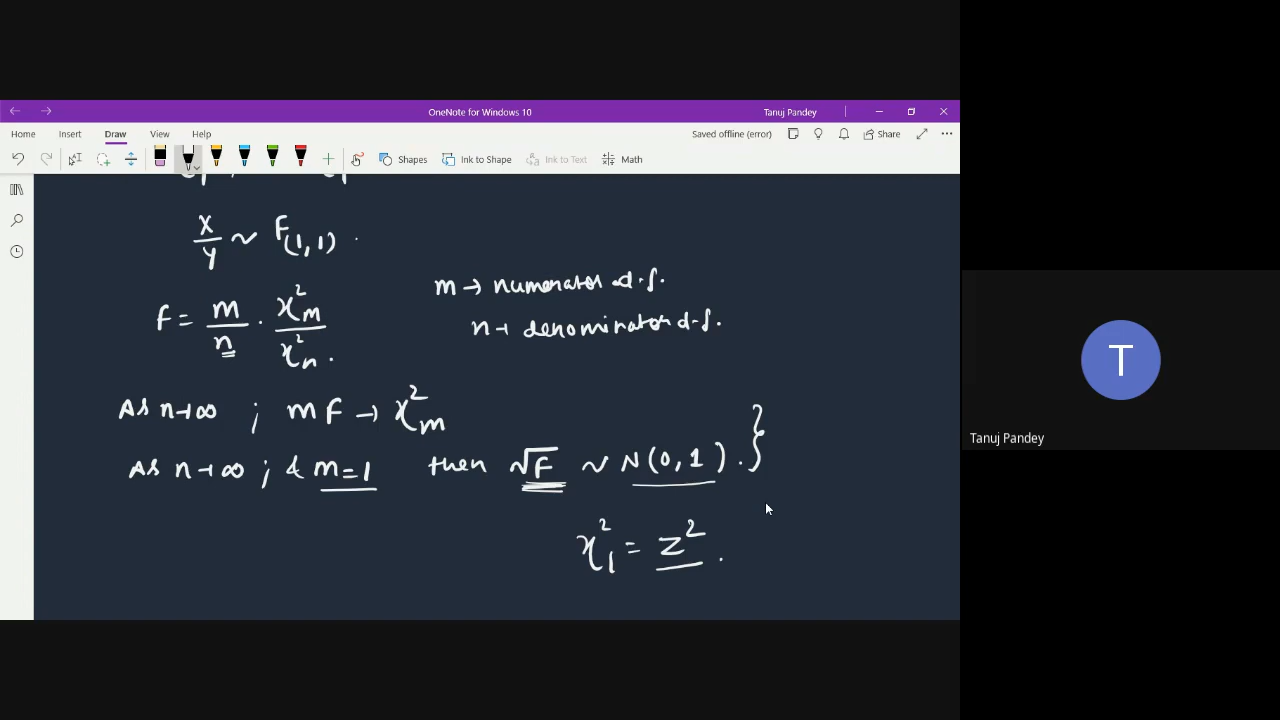 OneNote for Windows 10
Tanuj Pandey
Home Insert Draw View Help
Saved offline (error) Share
Shapes Ink to Shape Ink to Text Math
X/Y ~ F(1,1) .
m → numerator d.f.
F = m/n · χ²m/χ²n .
n → denominator d.f.
As n→∞ ; m F → χ²m
As n→∞ ; & m=1 then √F ~ N(0,1) . }
χ²1 = Z² .
T
Tanuj Pandey